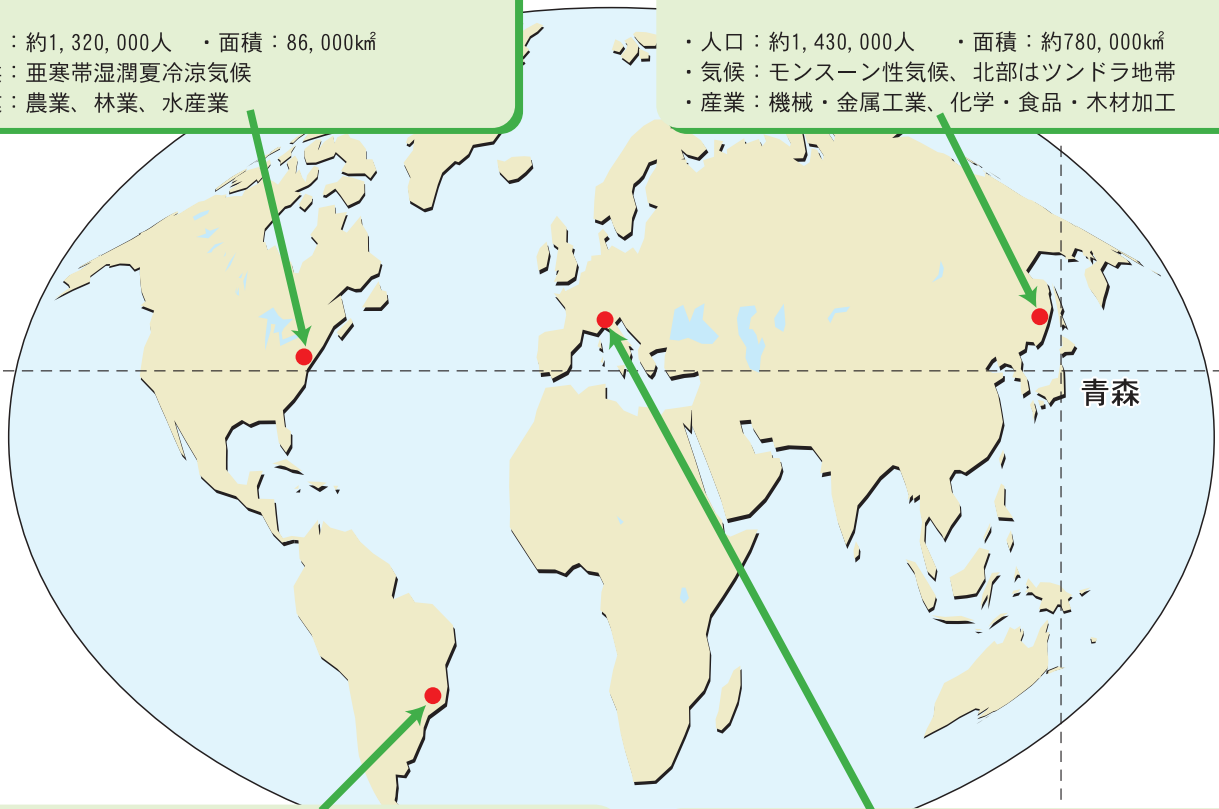 ：約1,320,000人　・面積：86,000k㎡
：亜寒帯湿潤夏冷涼気候
：農業、林業、水産業
・人口：約1,430,000人　・面積：約780,000k㎡
・気候：モンスーン性気候、北部はツンドラ地帯
・産業：機械・金属工業、化学・食品・木材加工
青森